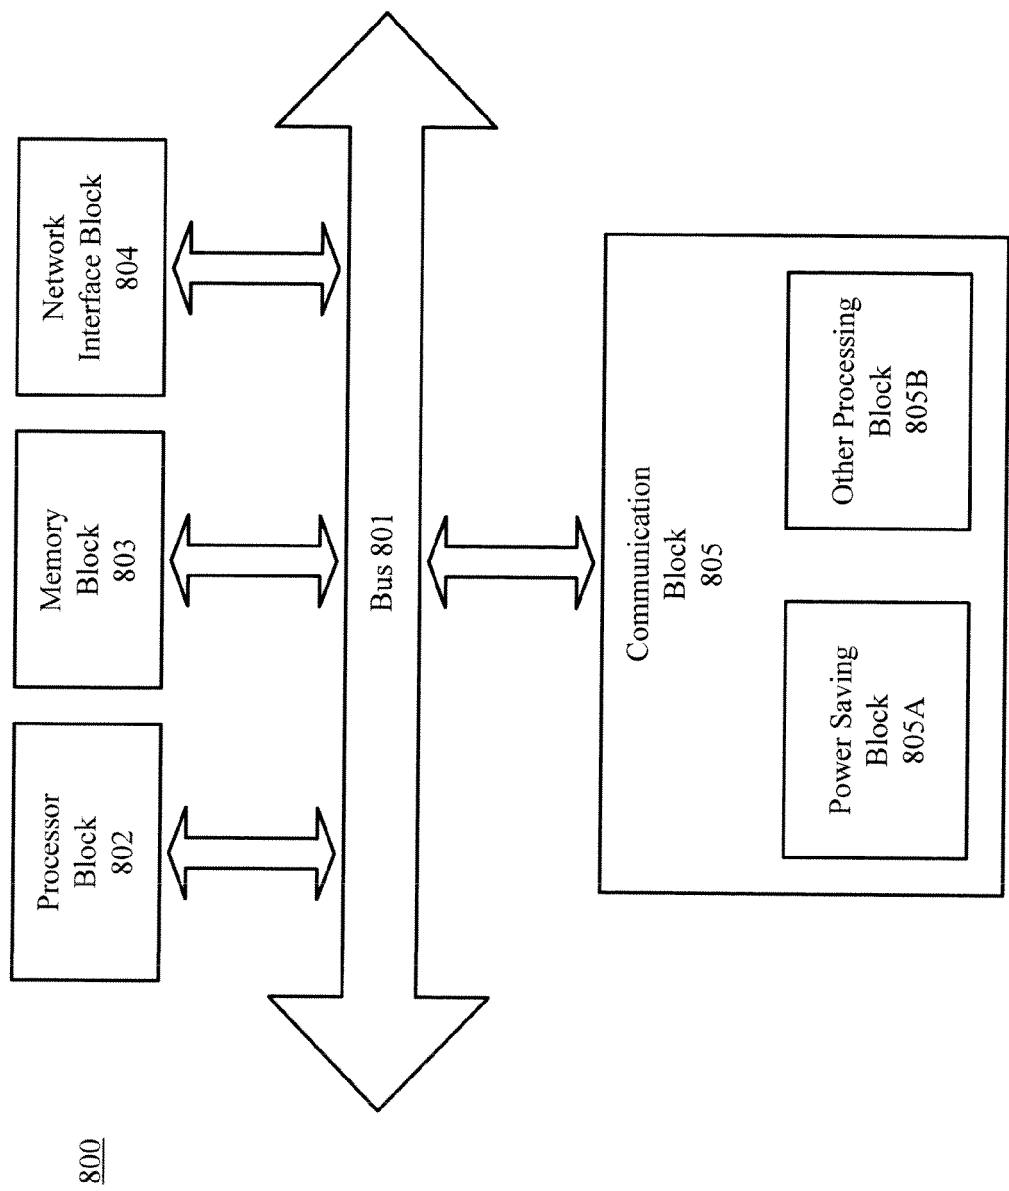 800
Processor
Block
802
Memory
Block
803
Network
Interface Block
804
Bus 801
Communication
Block
805
Power Saving
Block
805A
Other Processing
Block
805B